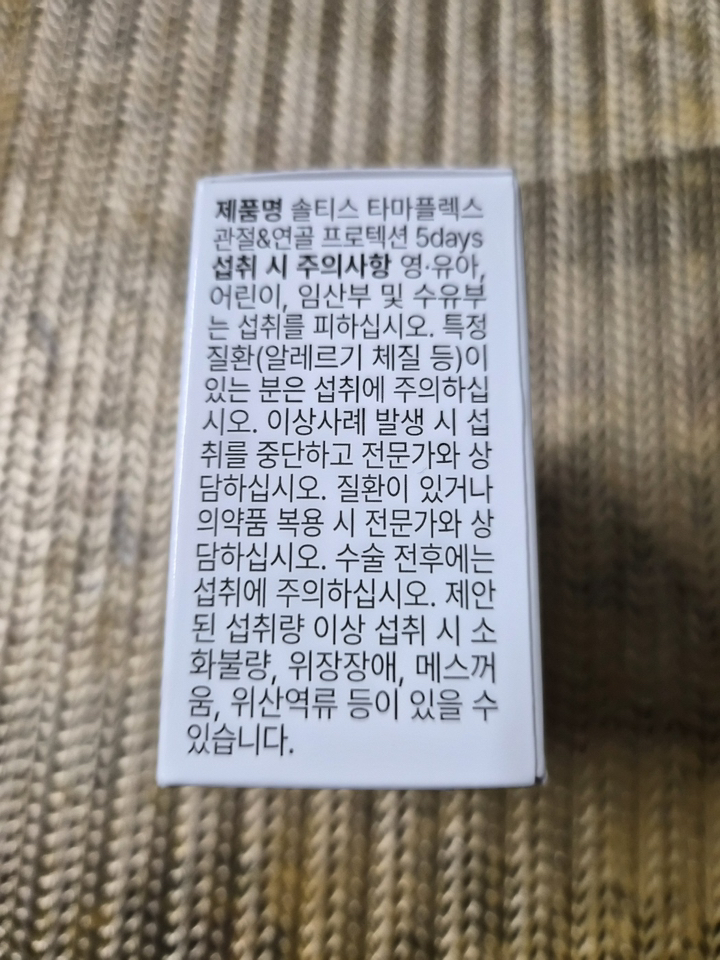 제품명 솔티스 타마플렉스
관절&연골 프로텍션 5days
섭취 시 주의사항 영·유아,
어린이, 임산부 및 수유부
는 섭취를 피하십시오. 특정
질환(알레르기 체질 등)이
있는 분은 섭취에 주의하십
시오. 이상사례 발생 시 섭
취를 중단하고 전문가와 상
담하십시오. 질환이 있거나
의약품 복용 시 전문가와 상
담하십시오. 수술 전후에는
섭취에 주의하십시오. 제안
된 섭취량 이상 섭취 시 소
화불량, 위장장애, 메스꺼
움, 위산역류 등이 있을 수
있습니다.